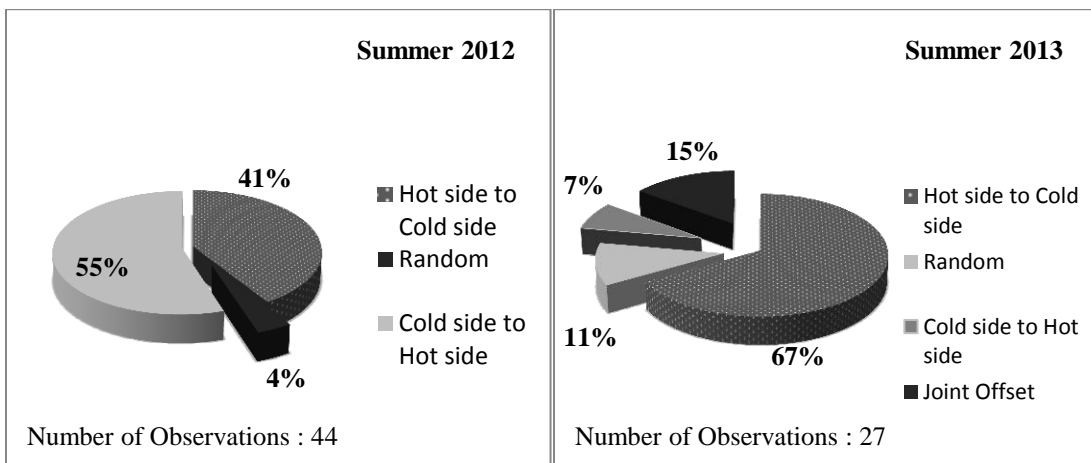 Summer 2012
41%
55%
4%
Hot side to
Cold side
Random
Cold side to
Hot side
Number of Observations : 44
Summer 2013
15%
7%
11%
67%
Hot side to Cold
side
Random
Cold side to Hot
side
Joint Offset
Number of Observations : 27